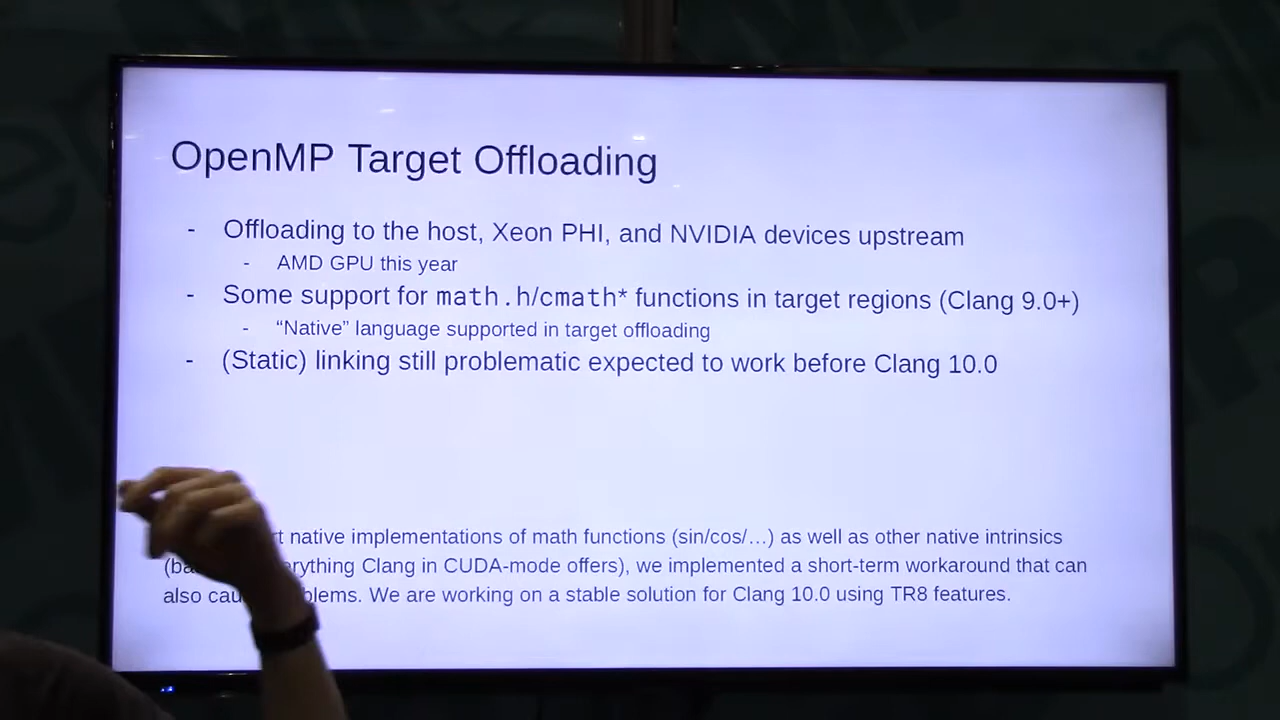 OpenMP Target Offloading
- Offloading to the host, Xeon PHI, and NVIDIA devices upstream
- AMD GPU this year
- Some support for math.h/cmath* functions in target regions (Clang 9.0+)
- “Native” language supported in target offloading
- (Static) linking still problematic expected to work before Clang 10.0
native implementations of math functions (sin/cos/…) as well as other native intrinsics
Clang in CUDA-mode offers), we implemented a short-term workaround that can
also We are working on a stable solution for Clang 10.0 using TR8 features.